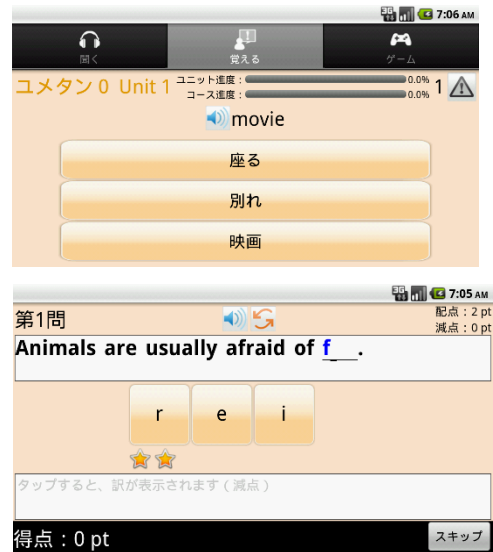 3G 7:06 AM
聞く 覚える ゲーム
ユメタン 0 Unit 1 ユニット進度： 0.0% 1
コース進度： 0.0%
movie
座る
別れ
映画
3G 7:05 AM
第1問 配点：2 pt
減点：0 pt
Animals are usually afraid of f__.
r e i
タップすると、訳が表示されます（減点）
得点：0 pt スキップ